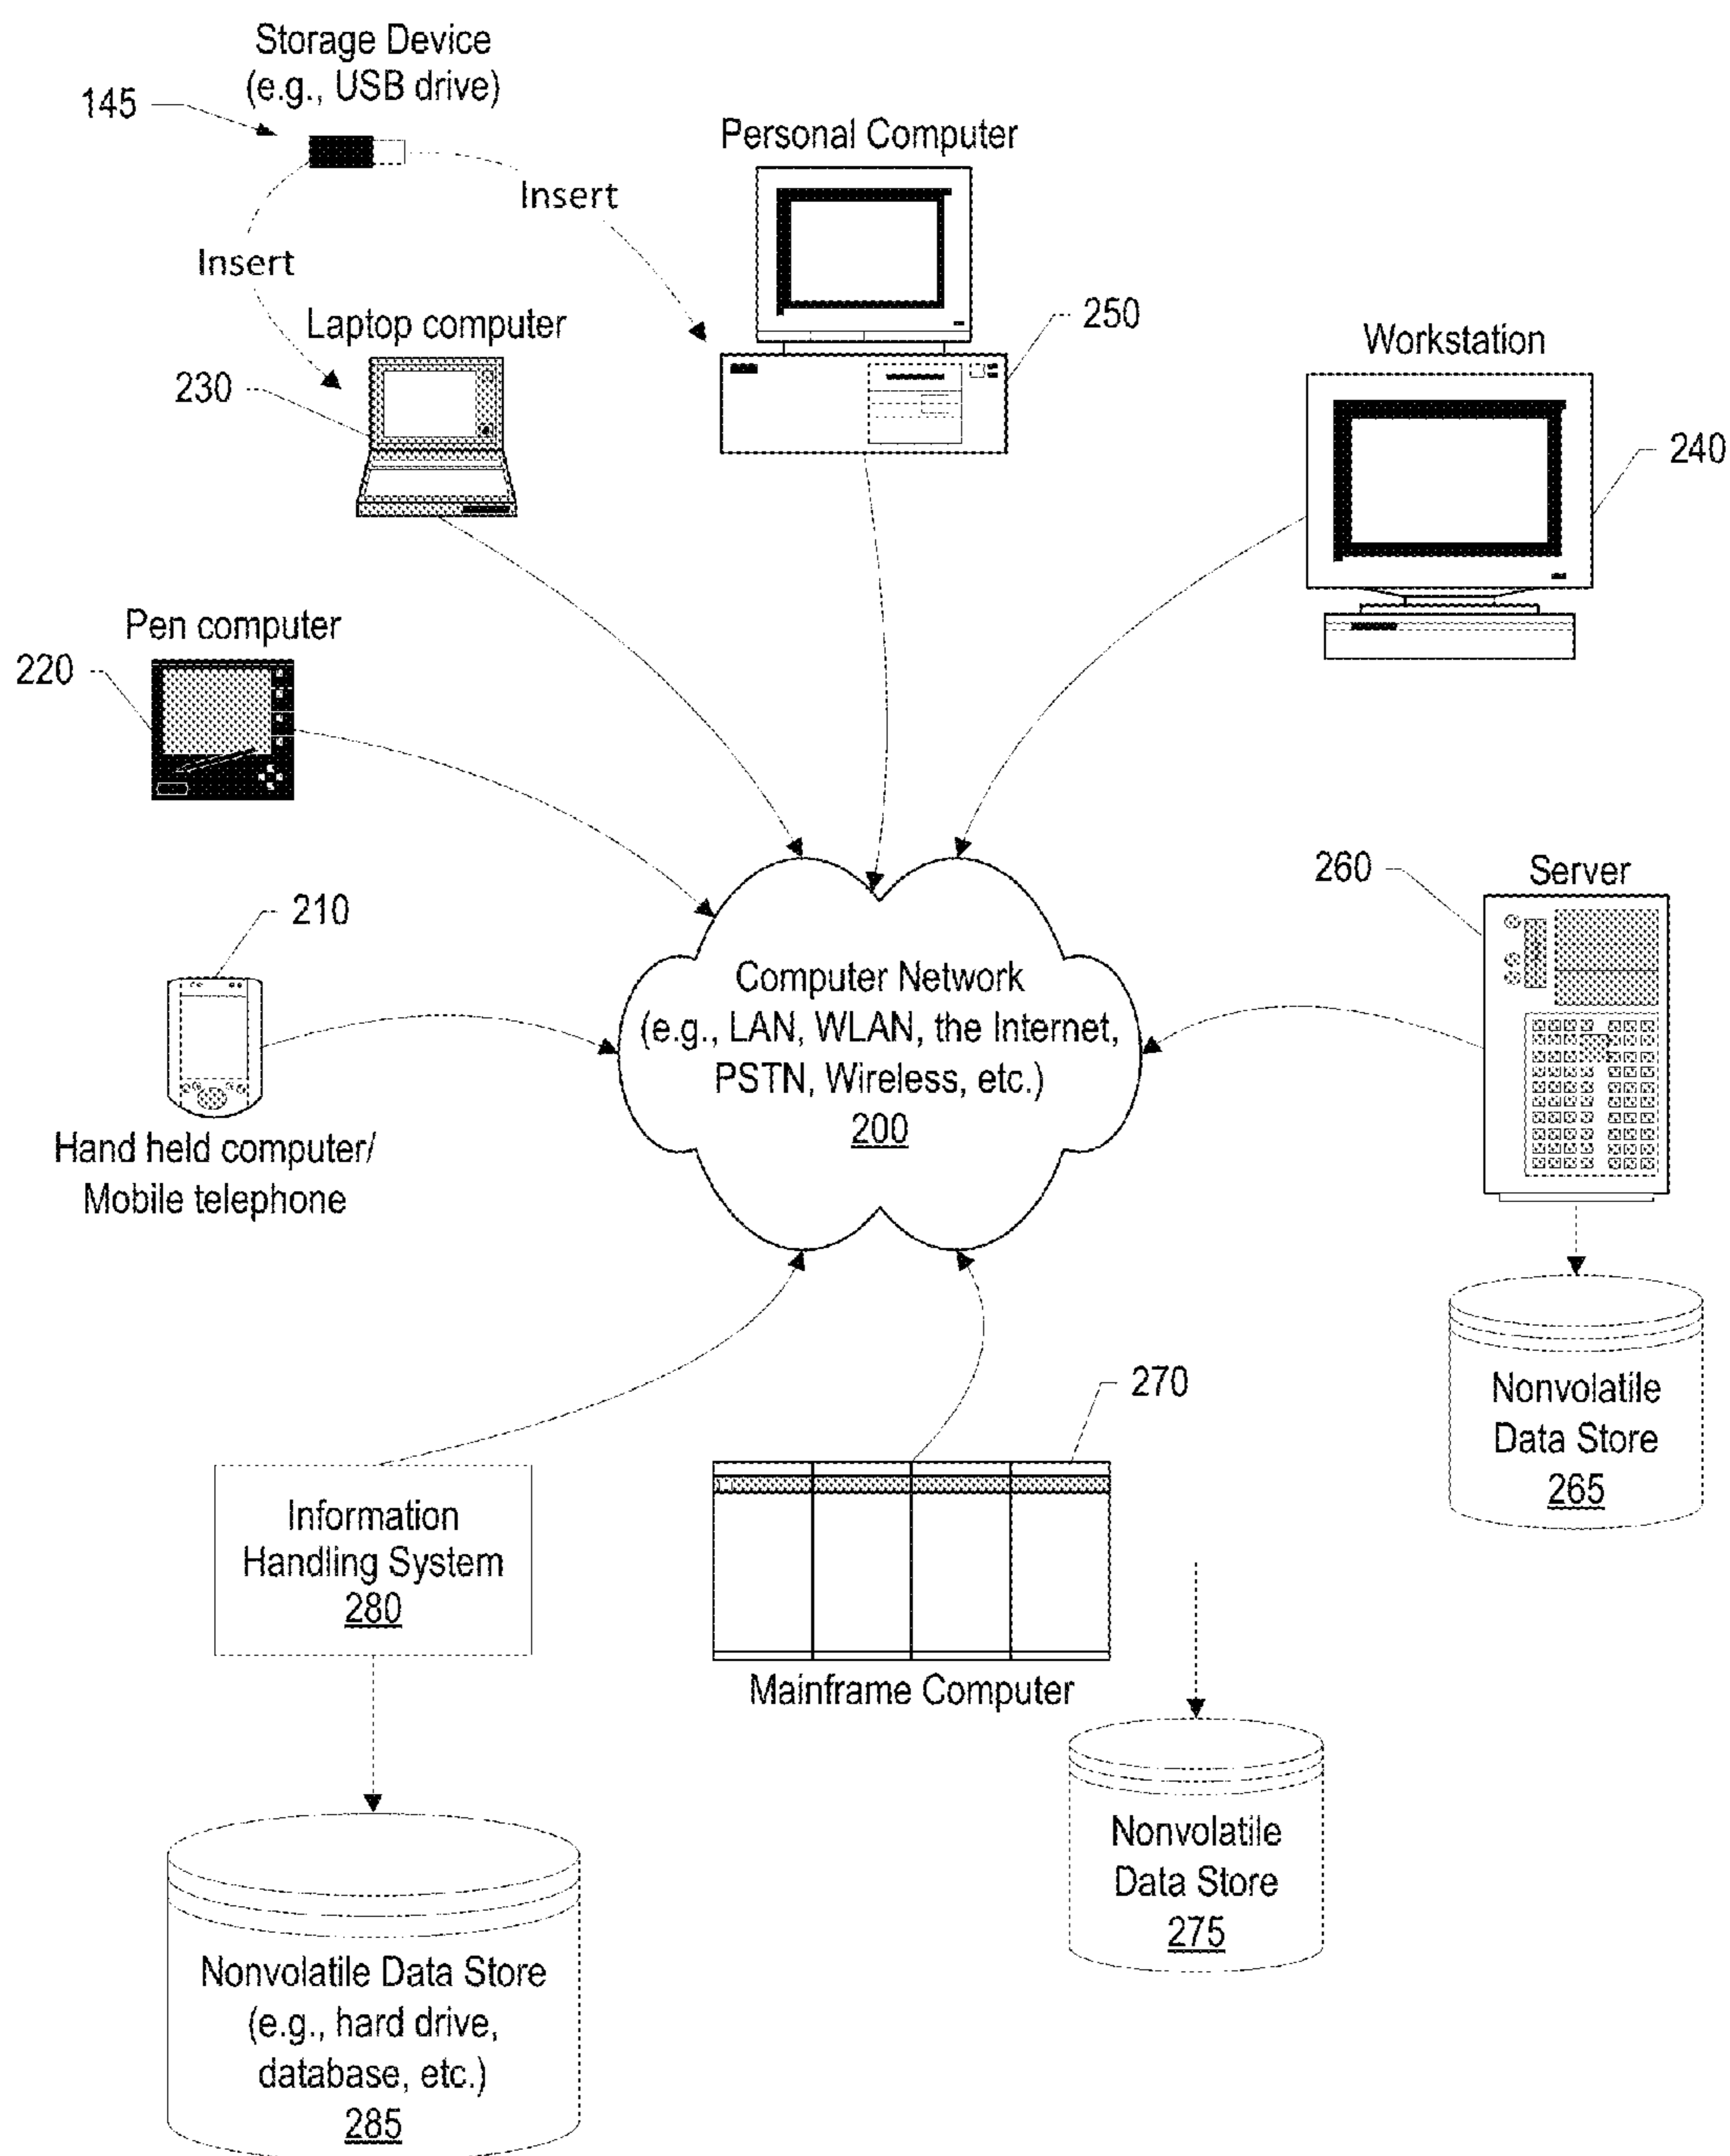 Storage Device
(e.g., USB drive)
145
Insert
Insert
Personal Computer
250
Laptop computer
230
Workstation
240
Pen computer
220
210
Hand held computer/
Mobile telephone
Computer Network
(e.g., LAN, WLAN, the Internet,
PSTN, Wireless, etc.)
200
260
Server
Nonvolatile
Data Store
265
270
Mainframe Computer
Information
Handling System
280
Nonvolatile
Data Store
275
Nonvolatile Data Store
(e.g., hard drive,
database, etc.)
285